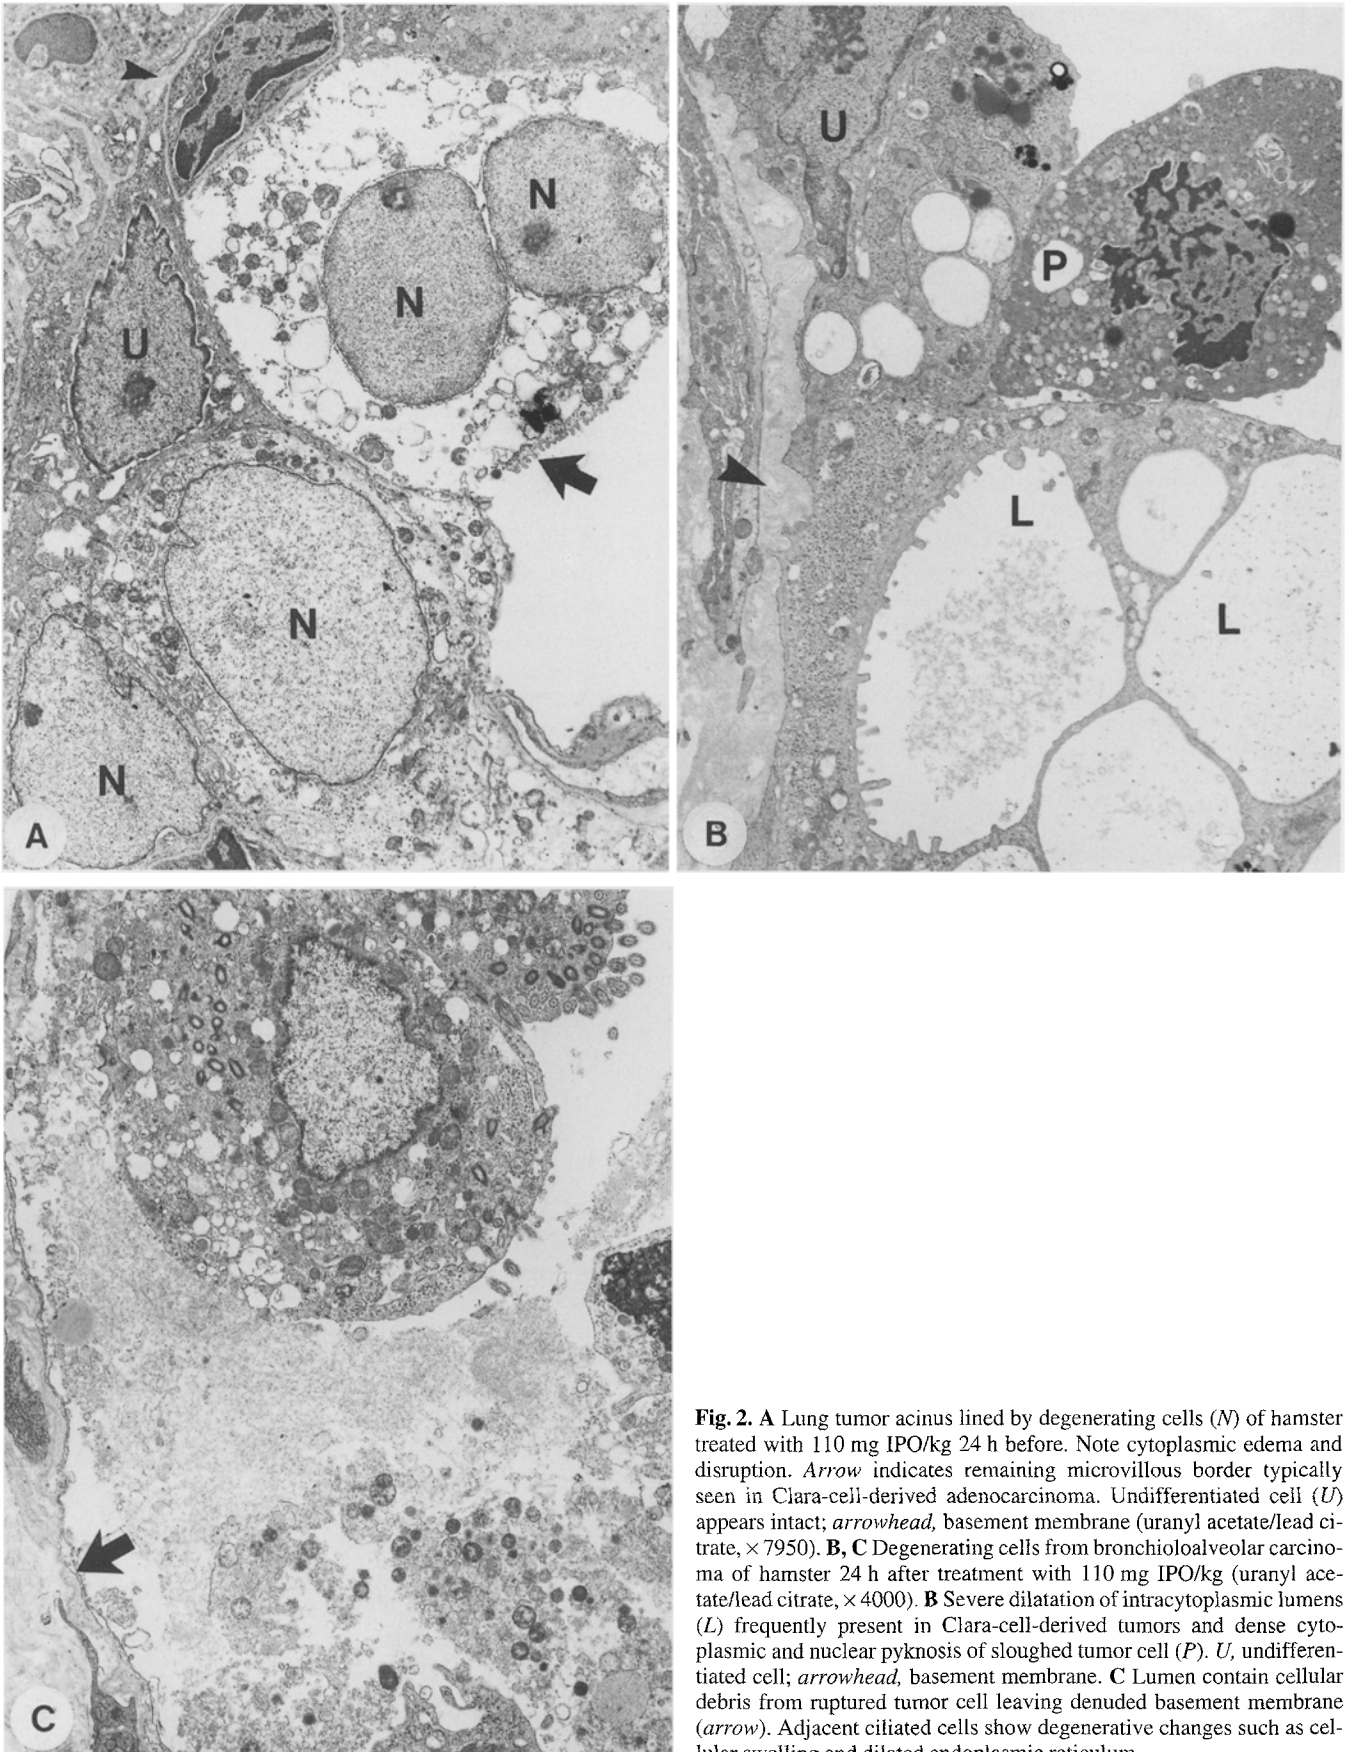 N
N
U
N
N
A
U
P
L
L
B
C
Fig. 2. A Lung tumor acinus lined by degenerating cells (N) of hamster
treated with 110 mg IPO/kg 24 h before. Note cytoplasmic edema and
disruption. Arrow indicates remaining microvillous border typically
seen in Clara-cell-derived adenocarcinoma. Undifferentiated cell (U)
appears intact; arrowhead, basement membrane (uranyl acetate/lead ci-
trate, × 7950). B, C Degenerating cells from bronchioloalveolar carcino-
ma of hamster 24 h after treatment with 110 mg IPO/kg (uranyl ace-
tate/lead citrate, × 4000). B Severe dilatation of intracytoplasmic lumens
(L) frequently present in Clara-cell-derived tumors and dense cyto-
plasmic and nuclear pyknosis of sloughed tumor cell (P). U, undifferen-
tiated cell; arrowhead, basement membrane. C Lumen contain cellular
debris from ruptured tumor cell leaving denuded basement membrane
(arrow). Adjacent ciliated cells show degenerative changes such as cel-
lular swelling and dilated endoplasmic reticulum